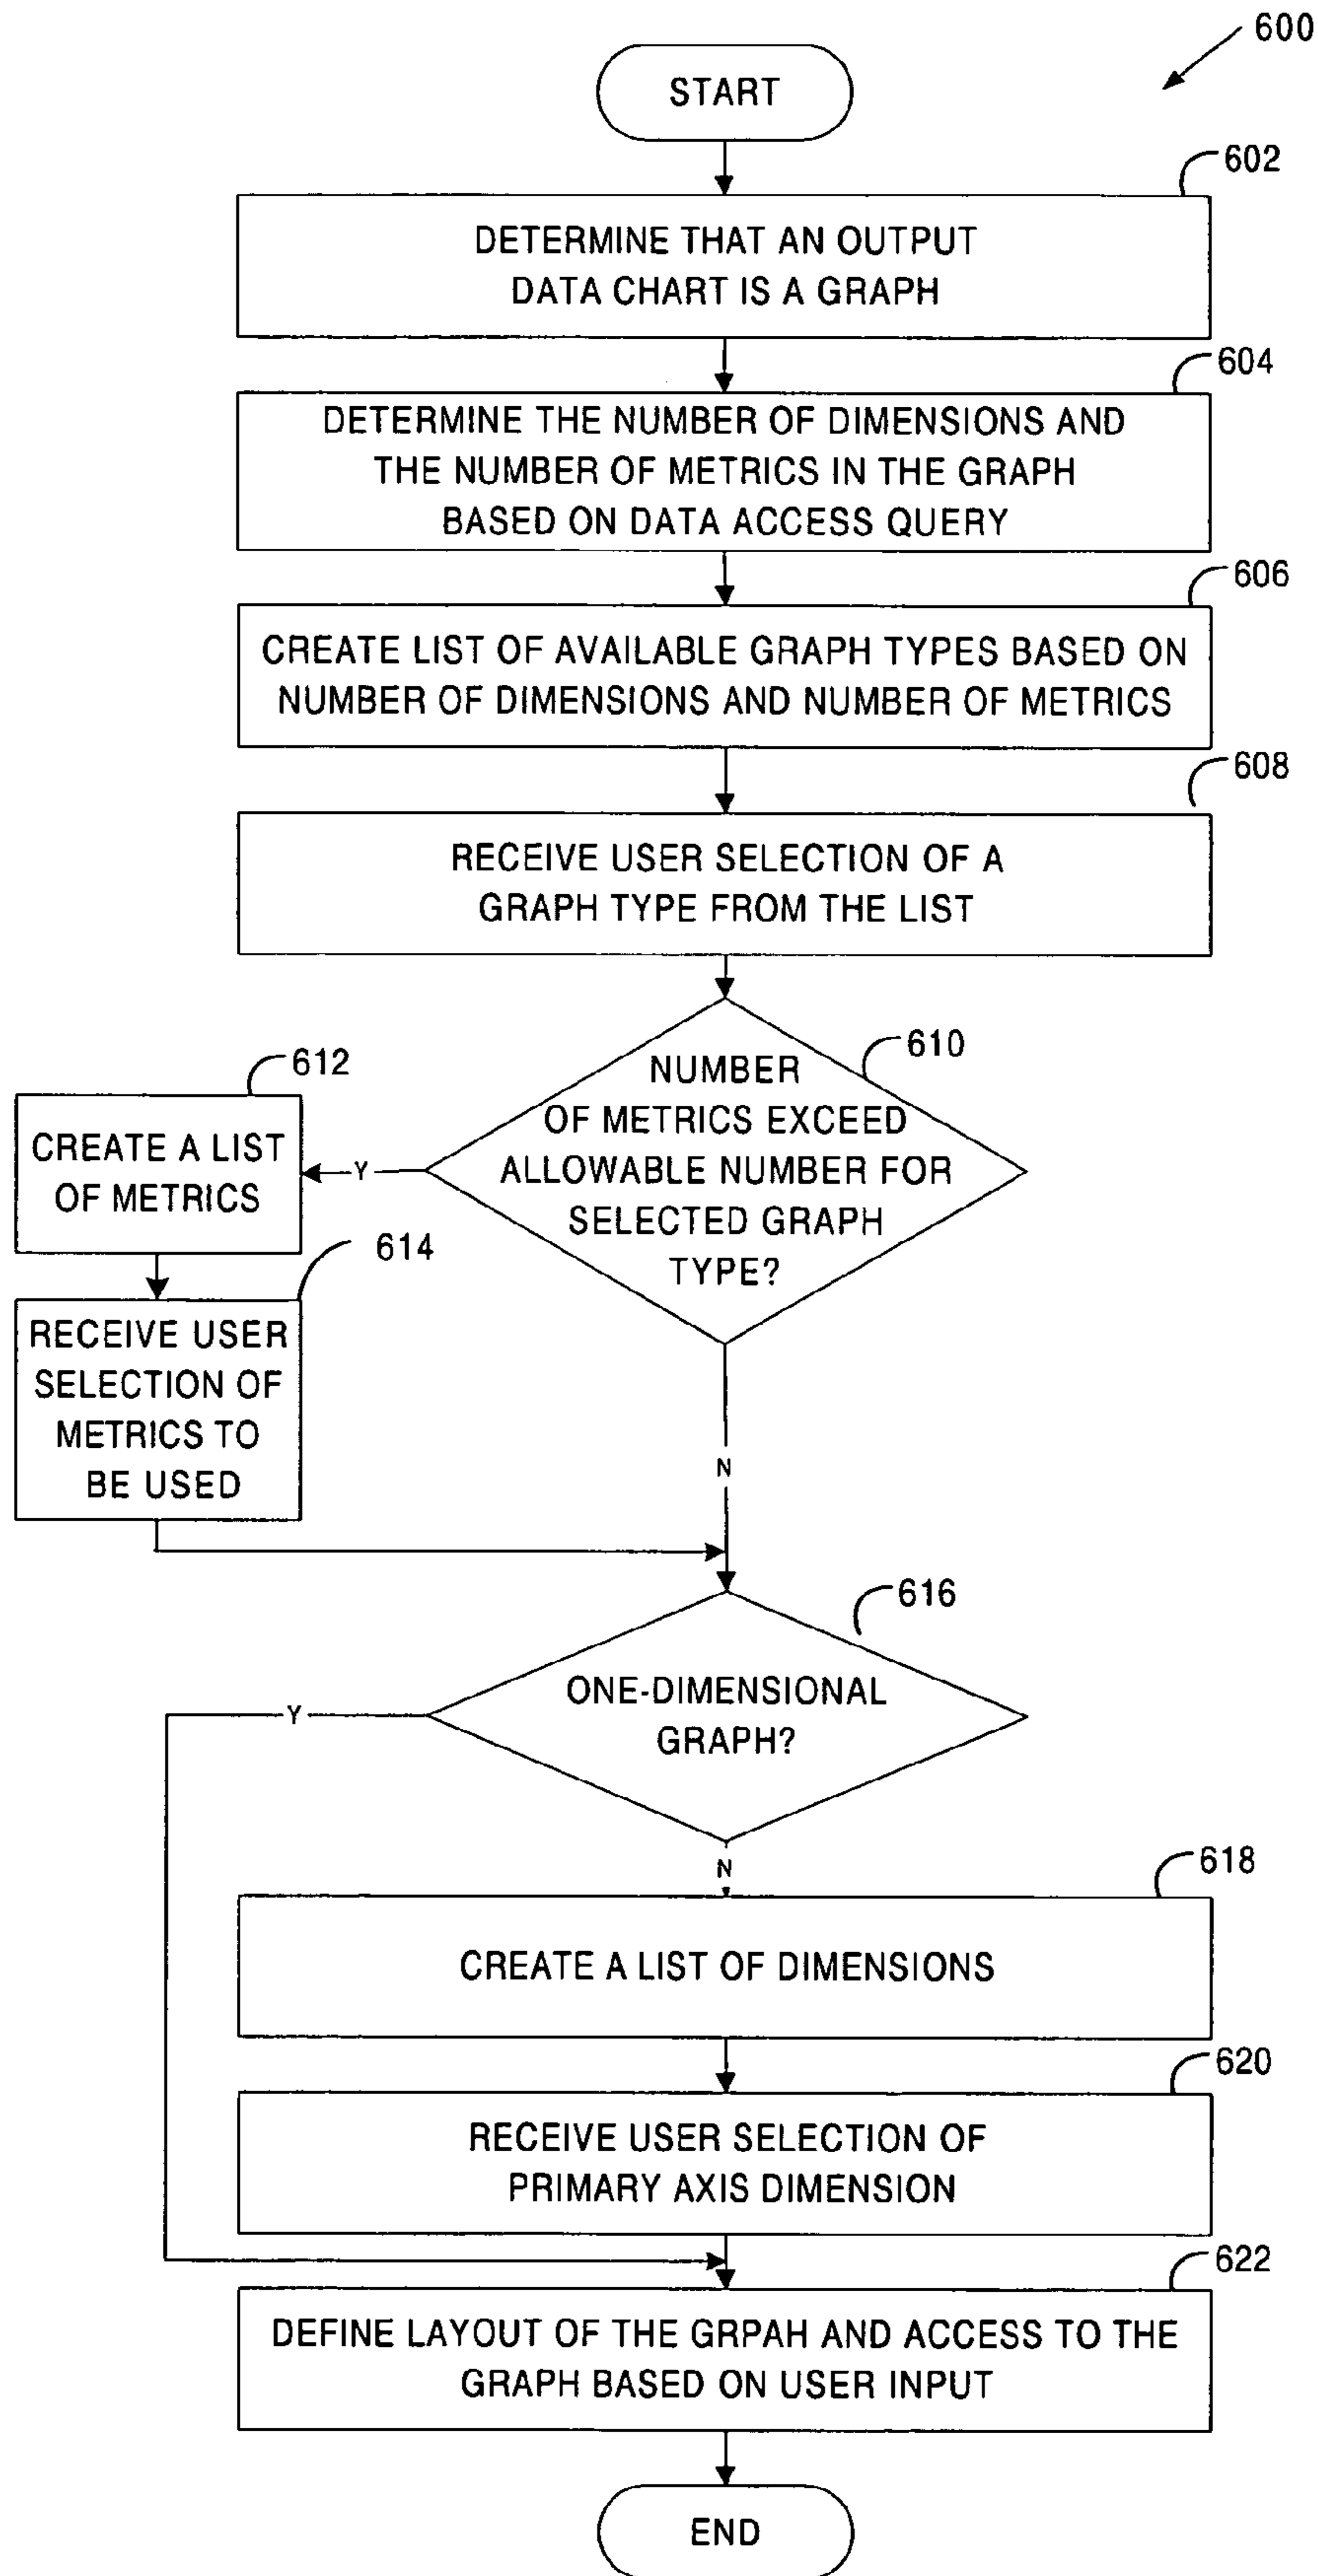 600
START
602
DETERMINE THAT AN OUTPUT
DATA CHART IS A GRAPH
604
DETERMINE THE NUMBER OF DIMENSIONS AND
THE NUMBER OF METRICS IN THE GRAPH
BASED ON DATA ACCESS QUERY
606
CREATE LIST OF AVAILABLE GRAPH TYPES BASED ON
NUMBER OF DIMENSIONS AND NUMBER OF METRICS
608
RECEIVE USER SELECTION OF A
GRAPH TYPE FROM THE LIST
610
NUMBER
OF METRICS EXCEED
ALLOWABLE NUMBER FOR
SELECTED GRAPH
TYPE?
Y
612
CREATE A LIST
OF METRICS
614
RECEIVE USER
SELECTION OF
METRICS TO
BE USED
N
616
ONE-DIMENSIONAL
GRAPH?
Y
N
618
CREATE A LIST OF DIMENSIONS
620
RECEIVE USER SELECTION OF
PRIMARY AXIS DIMENSION
622
DEFINE LAYOUT OF THE GRPAH AND ACCESS TO THE
GRAPH BASED ON USER INPUT
END